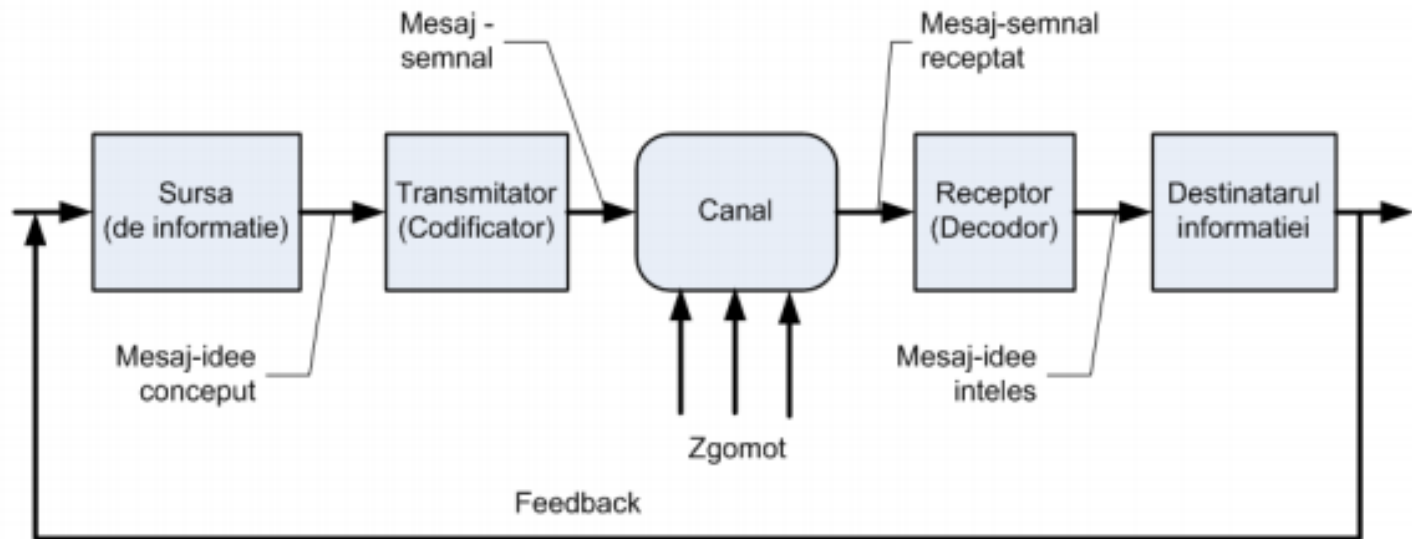 Mesaj -
semnal
Mesaj-semnal
receptat
Sursa
(de informatie)
Transmitator
(Codificator)
Canal
Receptor
(Decodor)
Destinatarul
informatiei
Mesaj-idee
conceput
Mesaj-idee
inteles
Zgomot
Feedback